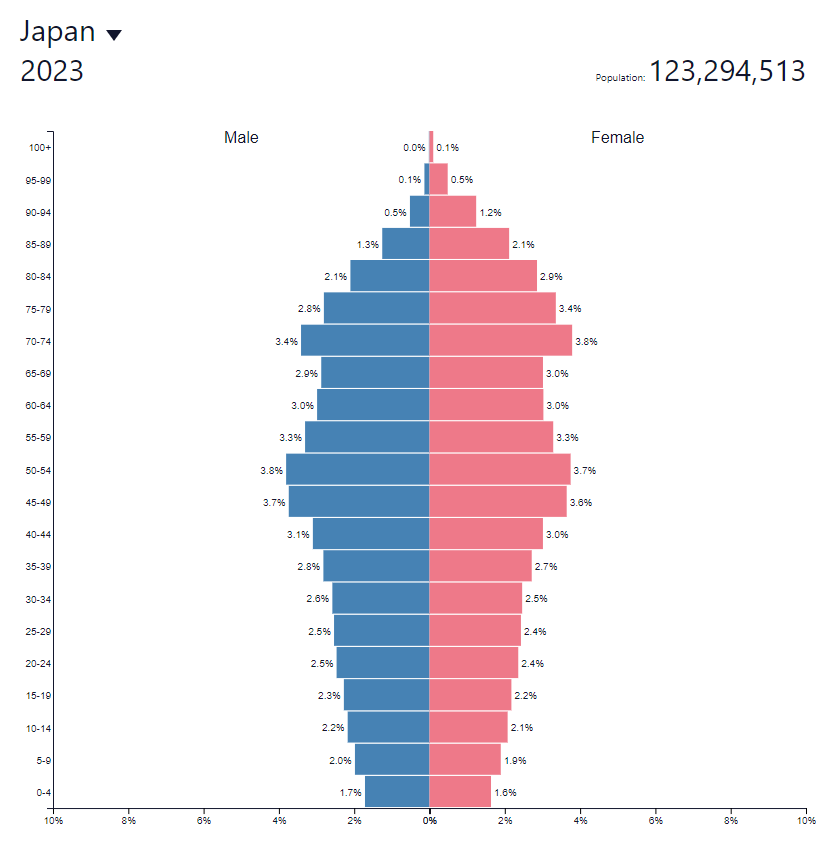 Japan
2023
Population: 123,294,513
Male Female
100+ 0.0% 0.1%
95-99 0.1% 0.5%
90-94 0.5% 1.2%
85-89 1.3% 2.1%
80-84 2.1% 2.9%
75-79 2.8% 3.4%
70-74 3.4% 3.8%
65-69 2.9% 3.0%
60-64 3.0% 3.0%
55-59 3.3% 3.3%
50-54 3.8% 3.7%
45-49 3.7% 3.6%
40-44 3.1% 3.0%
35-39 2.8% 2.7%
30-34 2.6% 2.5%
25-29 2.5% 2.4%
20-24 2.5% 2.4%
15-19 2.3% 2.2%
10-14 2.2% 2.1%
5-9 2.0% 1.9%
0-4 1.7% 1.6%
10% 8% 6% 4% 2% 0% 2% 4% 6% 8% 10%